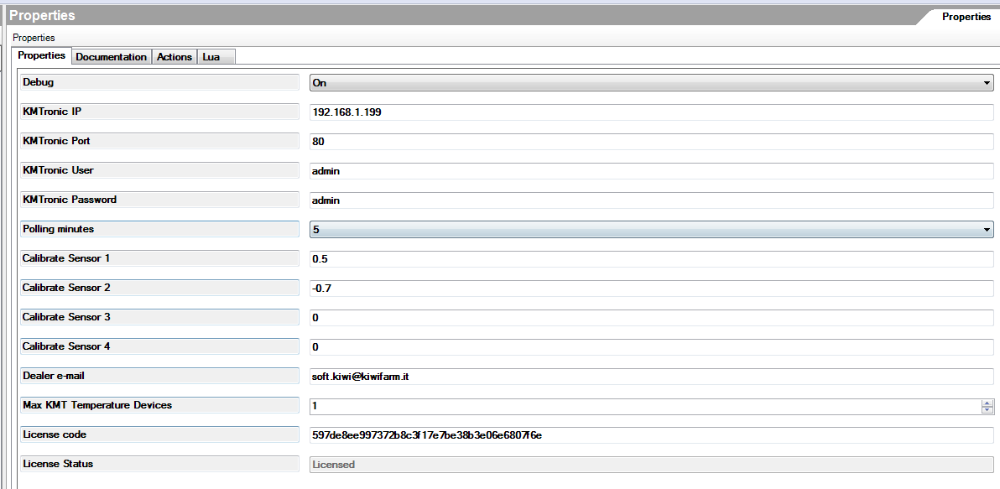 Properties
Properties
Properties
Properties Documentation Actions Lua
Debug On
KMTronic IP 192.168.1.199
KMTronic Port 80
KMTronic User admin
KMTronic Password admin
Polling minutes 5
Calibrate Sensor 1 0.5
Calibrate Sensor 2 -0.7
Calibrate Sensor 3 0
Calibrate Sensor 4 0
Dealer e-mail soft.kiwi@kiwifarm.it
Max KMT Temperature Devices 1
License code 597de8ee997372b8c3f17e7be38b3e06e6807f6e
License Status Licensed